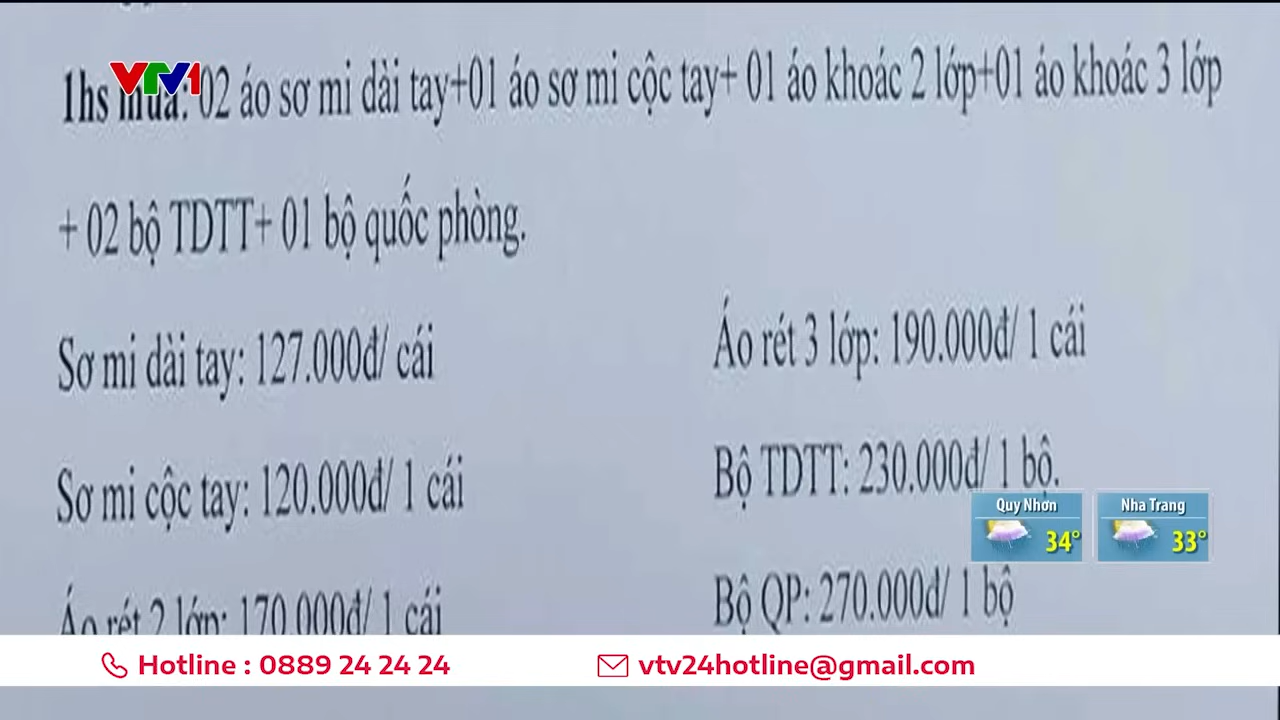 VTV1
1hs mua: 02 áo sơ mi dài tay+01 áo sơ mi cộc tay+ 01 áo khoác 2 lớp+01 áo khoác 3 lớp
+ 02 bộ TDTT+ 01 bộ quốc phòng.
Sơ mi dài tay: 127.000đ/ cái
Áo rét 3 lớp: 190.000đ/ 1 cái
Sơ mi cộc tay: 120.000đ/ 1 cái
Bộ TDTT: 230.000đ/ 1 bộ.
Quy Nhơn
34°
Nha Trang
33°
Áo rét 2 lớp: 170.000đ/ 1 cái
Bộ QP: 270.000đ/ 1 bộ
Hotline : 0889 24 24 24
vtv24hotline@gmail.com